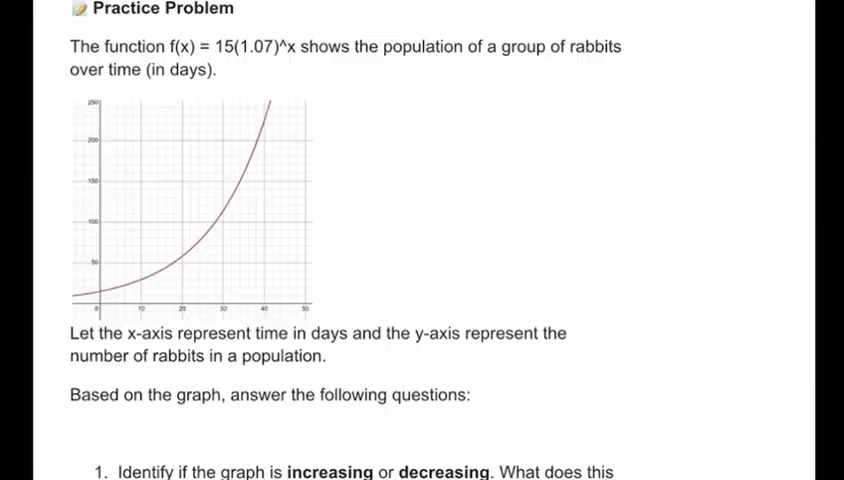 📝 Practice Problem
The function f(x) = 15(1.07)^x shows the population of a group of rabbits
over time (in days).
250
200
150
100
50
0 10 20 30 40 50
Let the x-axis represent time in days and the y-axis represent the
number of rabbits in a population.
Based on the graph, answer the following questions:
1. Identify if the graph is increasing or decreasing. What does this